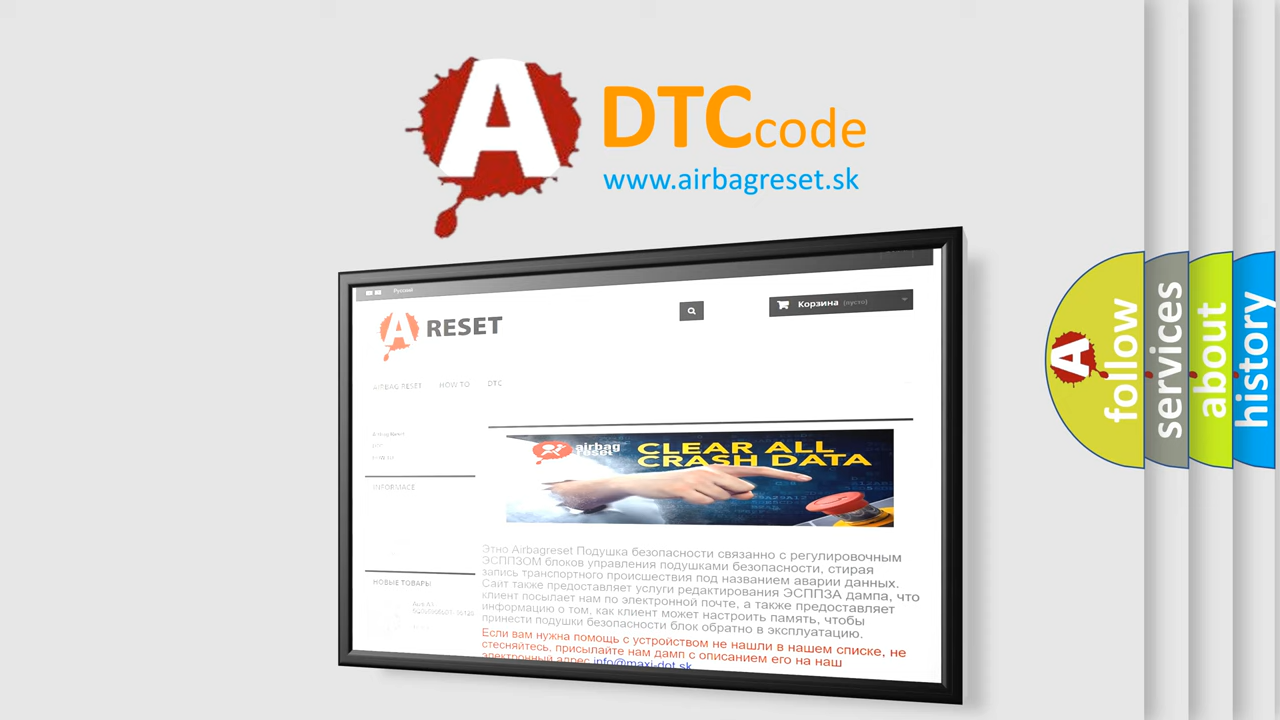 A
DTC code
www.airbagreset.sk
Русский
A RESET
Корзина (пусто)
AIRBAG RESET HOW TO DTC
INFORMACE
НОВЫЕ ТОВАРЫ
airbag
reset
CLEAR ALL
CRASH DATA
Этно Airbagreset Подушка безопасности связанно с регулировочным
ЭСППЗОМ блоков управления подушками безопасности, стирая
запись транспортного происшествия под названием аварии данных.
Сайт также предоставляет услуги редактирования ЭСППЗА дампа, что
клиент посылает нам по электронной почте, а также предоставляет
информацию о том, как клиент может настроить память, чтобы
принести подушки безопасности блок обратно в эксплуатацию.
Если вам нужна помощь с устройством не нашли в нашем списке, не
стесняйтесь, присылайте нам дамп с описанием его на наш
электронный адрес info@maxi-dot.sk
A
follow
services
about
history